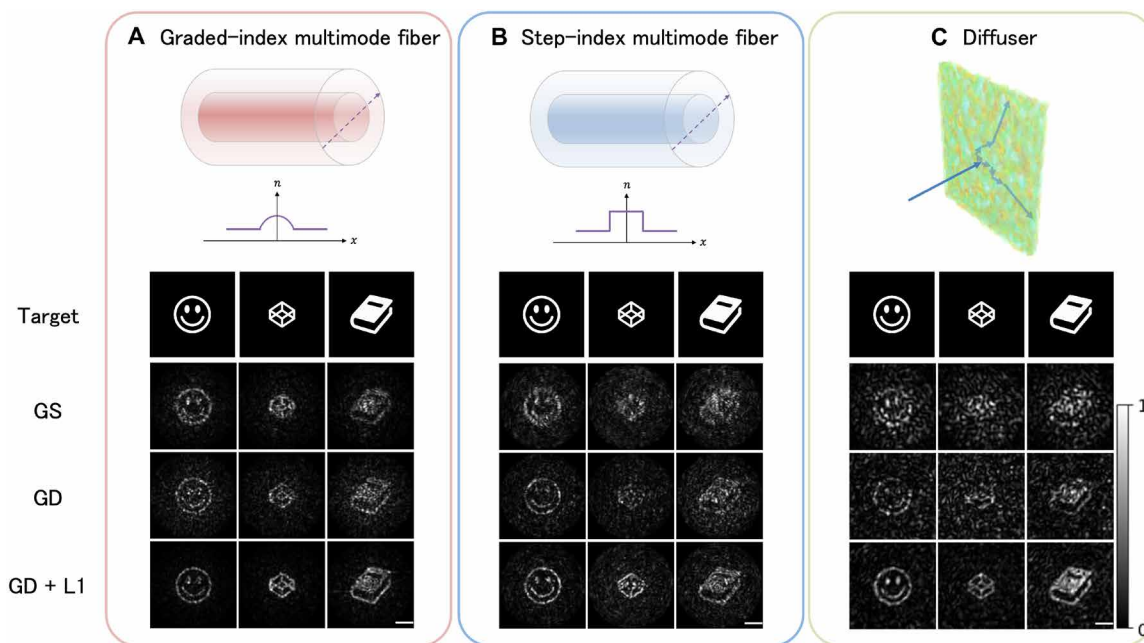 A Graded-index multimode fiber
n
x
B Step-index multimode fiber
n
x
C Diffuser
Target
GS
GD
GD + L1
1
0